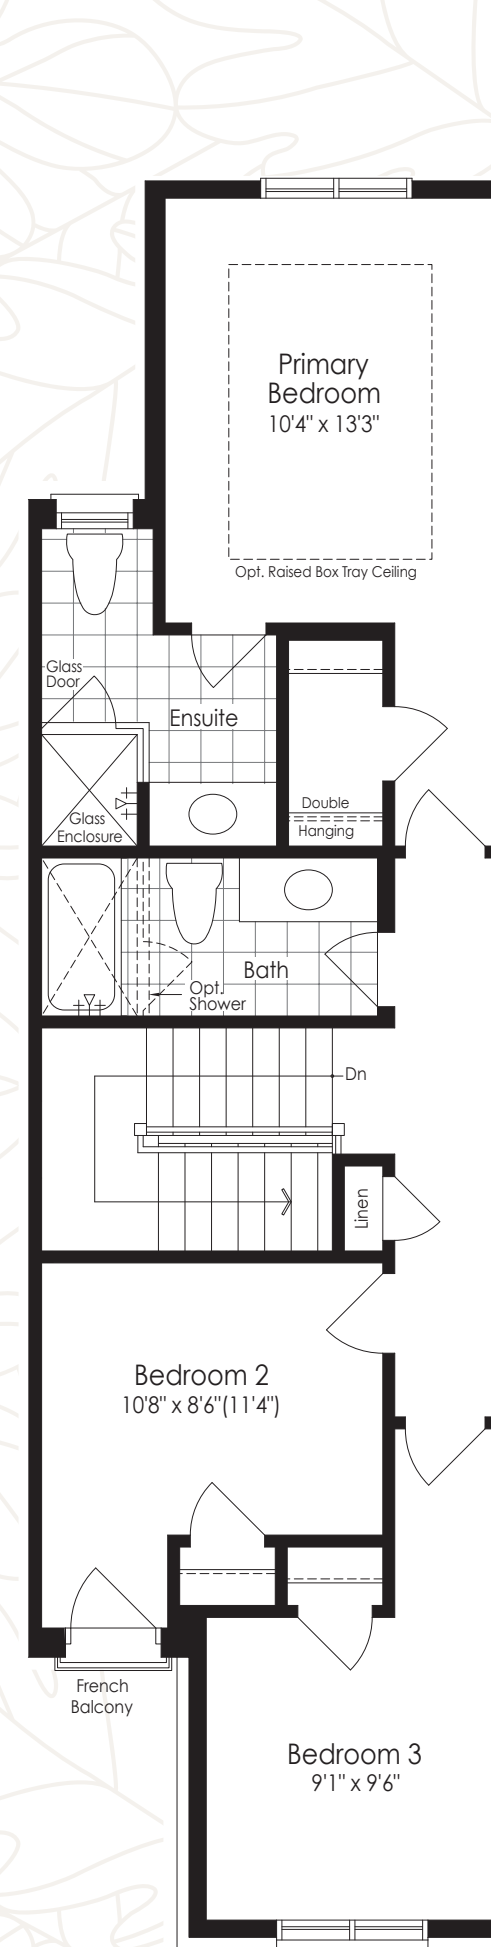 Primary
Bedroom
10'4" x 13'3"
Opt. Raised Box Tray Ceiling
Glass
Door
Ensuite
Glass
Enclosure
Double
Hanging
Bath
Opt.
Shower
Dn
Linen
Bedroom 2
10'8" x 8'6"(11'4")
French
Balcony
Bedroom 3
9'1" x 9'6"